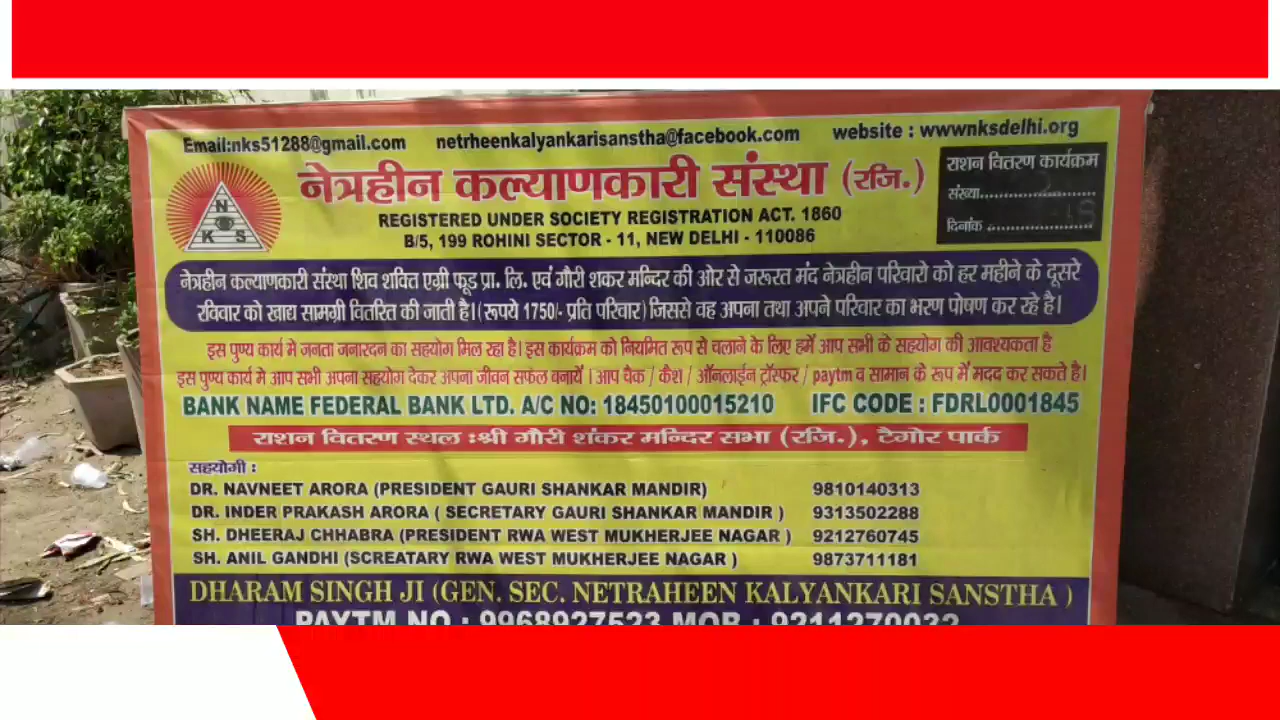 Email:nks51288@gmail.com netrheenkalyankarisanstha@facebook.com website : wwwnksdelhi.org
नेत्रहीन कल्याणकारी संस्था (रजि.)
राशन वितरण कार्यक्रम
संख्या
दिनांक
N
K S
REGISTERED UNDER SOCIETY REGISTRATION ACT. 1860
B/5, 199 ROHINI SECTOR - 11, NEW DELHI - 110086
नेत्रहीन कल्याणकारी संस्था शिव शक्ति एग्री फूड प्रा. लि. एवं गौरी शकर मन्दिर की ओर से जरूरत मंद नेत्रहीन परिवारो को हर महीने के दूसरे
रविवार को खाद्य सामग्री वितरित की जाती है। (रूपये 1750/- प्रति परिवार) जिससे वह अपना तथा अपने परिवार का भरण पोषण कर रहे है।
इस पुण्य कार्य मे जनता जनारदन का सहयोग मिल रहा है। इस कार्यक्रम को नियमित रूप से चलाने के लिए हमें आप सभी के सहयोग की आवश्यकता है
इस पुण्य कार्य मे आप सभी अपना सहयोग देकर अपना जीवन सफल बनायें। आप चैक / कैश / ऑनलाईन ट्रॉस्फर / paytm व सामान के रूप में मदद कर सकते है।
BANK NAME FEDERAL BANK LTD. A/C NO: 18450100015210 IFC CODE : FDRL0001845
राशन वितरण स्थल :श्री गौरी शंकर मन्दिर सभा (रजि.), टैगोर पार्क
सहयोगी :
DR. NAVNEET ARORA (PRESIDENT GAURI SHANKAR MANDIR) 9810140313
DR. INDER PRAKASH ARORA ( SECRETARY GAURI SHANKAR MANDIR ) 9313502288
SH. DHEERAJ CHHABRA (PRESIDENT RWA WEST MUKHERJEE NAGAR ) 9212760745
SH. ANIL GANDHI (SCREATARY RWA WEST MUKHERJEE NAGAR ) 9873711181
DHARAM SINGH JI (GEN. SEC. NETRAHEEN KALYANKARI SANSTHA )
PAYTM NO : 9968927523 MOB : 9211270032